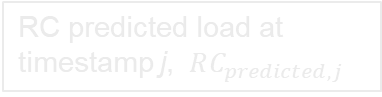 RC predicted load at
timestamp j, RC_{predicted,j}